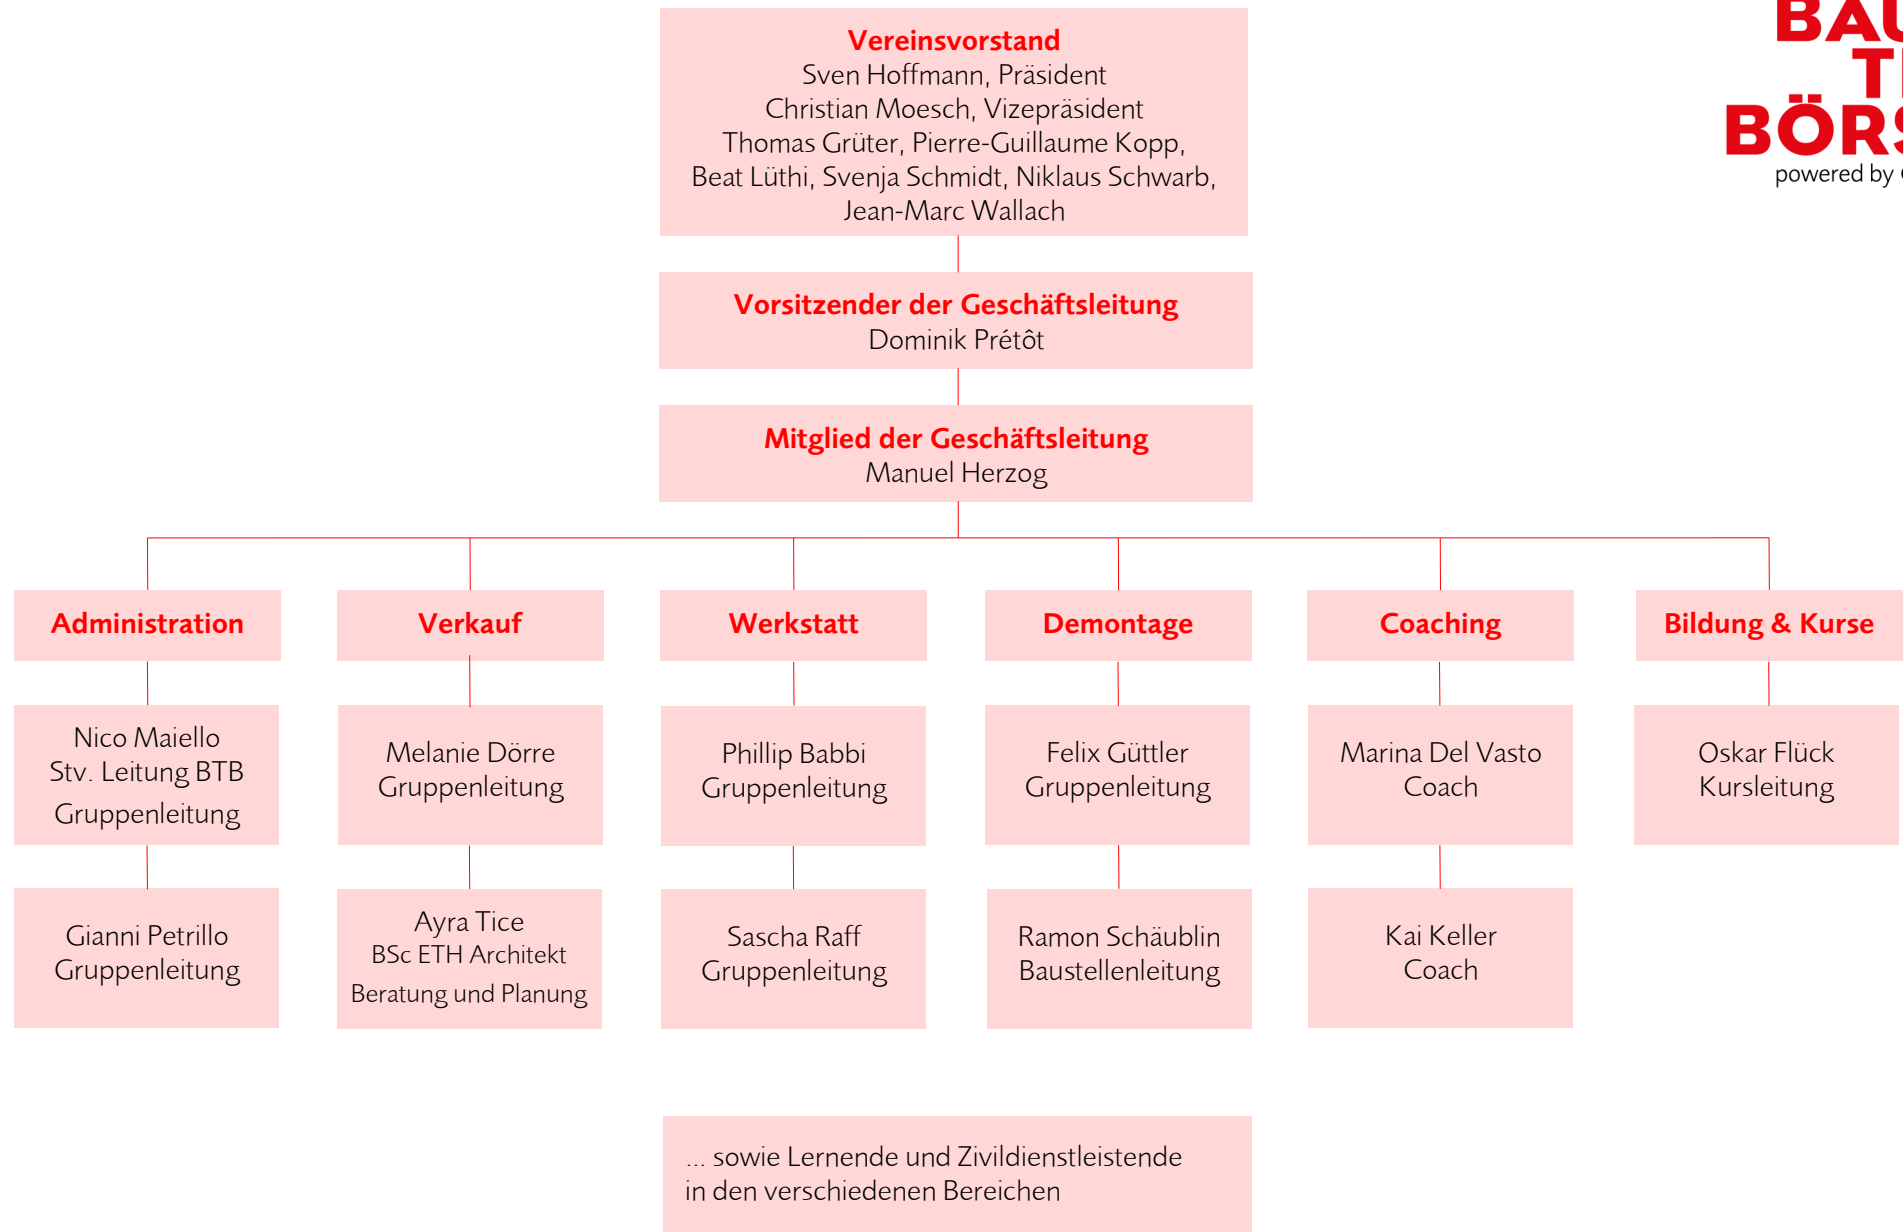 Vereinsvorstand
Sven Hoffmann, Präsident
Christian Moesch, Vizepräsident
Thomas Grüter, Pierre-Guillaume Kopp,
Beat Lüthi, Svenja Schmidt, Niklaus Schwarb,
Jean-Marc Wallach
BAU
BÖRS
powered by
Vorsitzender der Geschäftsleitung
Dominik Prétôt
Mitglied der Geschäftsleitung
Manuel Herzog
Administration
Nico Maiello
Stv. Leitung BTB
Gruppenleitung
Gianni Petrillo
Gruppenleitung
Verkauf
Melanie Dörre
Gruppenleitung
Ayra Tice
BSc ETH Architekt
Beratung und Planung
Werkstatt
Phillip Babbi
Gruppenleitung
Sascha Raff
Gruppenleitung
Demontage
Felix Güttler
Gruppenleitung
Ramon Schäublin
Baustellenleitung
Coaching
Marina Del Vasto
Coach
Kai Keller
Coach
Bildung & Kurse
Oskar Flück
Kursleitung
... sowie Lernende und Zivildienstleistende
in den verschiedenen Bereichen